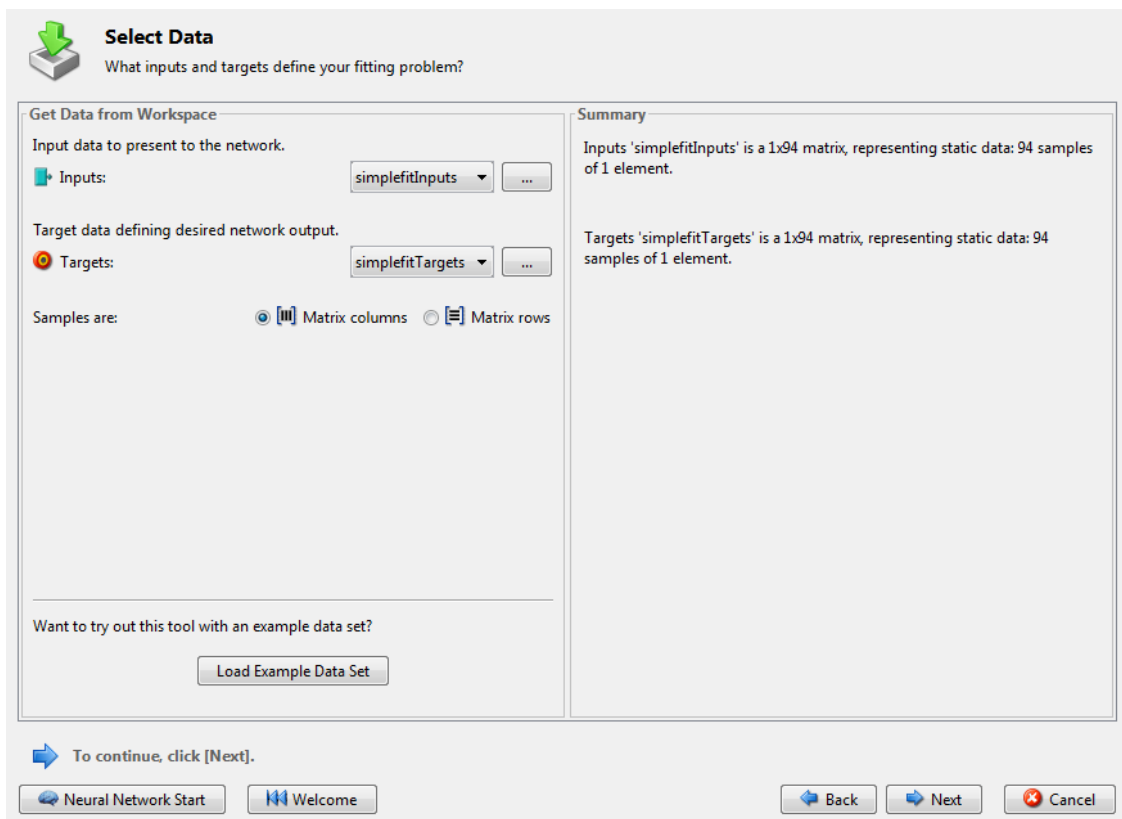 Select Data
What inputs and targets define your fitting problem?
Get Data from Workspace
Input data to present to the network.
Inputs:
simplefitInputs
...
Target data defining desired network output.
Targets:
simplefitTargets
...
Samples are:
Matrix columns
Matrix rows
Want to try out this tool with an example data set?
Load Example Data Set
Summary
Inputs 'simplefitInputs' is a 1x94 matrix, representing static data: 94 samples
of 1 element.
Targets 'simplefitTargets' is a 1x94 matrix, representing static data: 94
samples of 1 element.
To continue, click [Next].
Neural Network Start
Welcome
Back
Next
Cancel